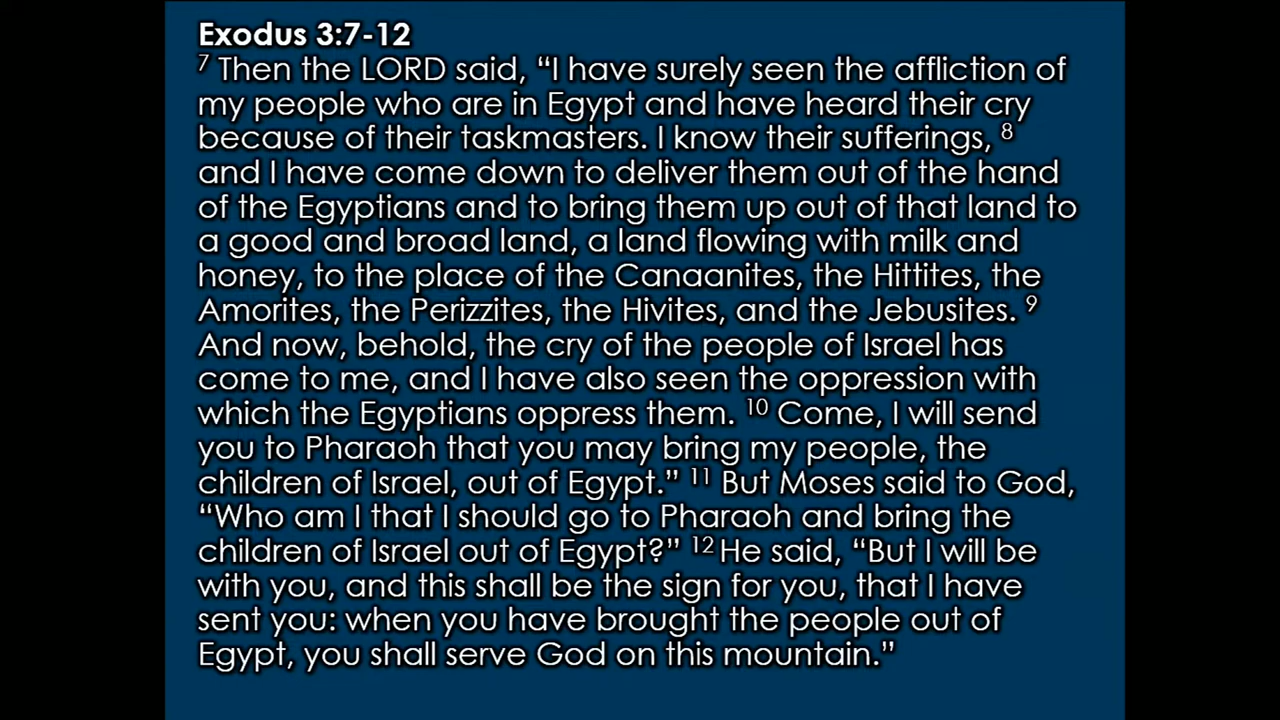 Exodus 3:7-12
7 Then the LORD said, “I have surely seen the affliction of
my people who are in Egypt and have heard their cry
because of their taskmasters. I know their sufferings, 8
and I have come down to deliver them out of the hand
of the Egyptians and to bring them up out of that land to
a good and broad land, a land flowing with milk and
honey, to the place of the Canaanites, the Hittites, the
Amorites, the Perizzites, the Hivites, and the Jebusites. 9
And now, behold, the cry of the people of Israel has
come to me, and I have also seen the oppression with
which the Egyptians oppress them. 10 Come, I will send
you to Pharaoh that you may bring my people, the
children of Israel, out of Egypt.” 11 But Moses said to God,
“Who am I that I should go to Pharaoh and bring the
children of Israel out of Egypt?” 12 He said, “But I will be
with you, and this shall be the sign for you, that I have
sent you: when you have brought the people out of
Egypt, you shall serve God on this mountain.”